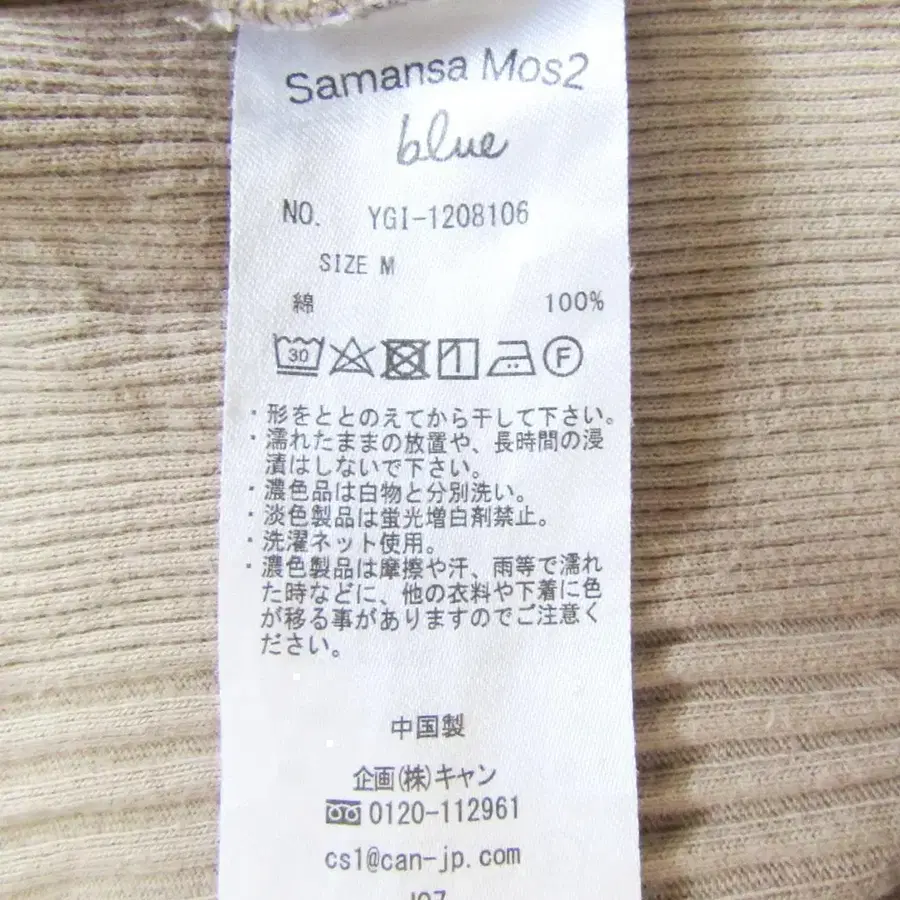 Samansa Mos2
blue
NO. YGI-1208106
SIZE M
綿 100%
30 F
・形をととのえてから干して下さい。
・濡れたままの放置や、長時間の浸
漬はしないで下さい。
・濃色品は白物と分別洗い。
・淡色製品は蛍光増白剤禁止。
・洗濯ネット使用。
・濃色製品は摩擦や汗、雨等で濡れ
た時などに、他の衣料や下着に色
が移る事がありますのでご注意く
ださい。
中国製
企画(株)キャン
0120-112961
cs1@can-jp.com